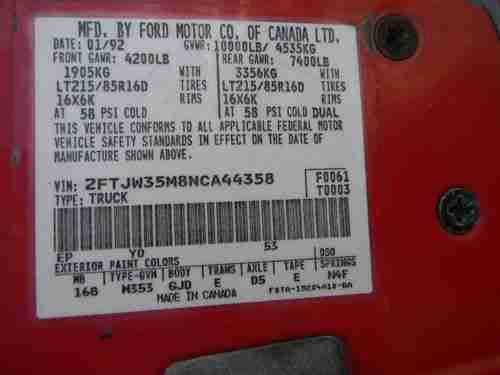 MFD. BY FORD MOTOR CO. OF CANADA LTD.
DATE: 01/92 GVWR: 10000LB/ 4535KG
FRONT GAWR: 4200LB REAR GAWR: 7400LB
1905KG WITH 3356KG WITH
LT215/85R16D TIRES LT215/85R16D TIRES
16X6K RIMS 16X6K RIMS
AT 58 PSI COLD AT 58 PSI COLD DUAL
THIS VEHICLE CONFORMS TO ALL APPLICABLE FEDERAL MOTOR
VEHICLE SAFETY STANDARDS IN EFFECT ON THE DATE OF
MANUFACTURE SHOWN ABOVE.
VIN: 2FTJW35M8NCA44358 F0061
TYPE: TRUCK T0003
EP YO 53
EXTERIOR PAINT COLORS DSO
WB TYPE-GVW BODY TRANS AXLE TAPE SPRINGS
168 M353 GJD E D5 E N4F
MADE IN CANADA